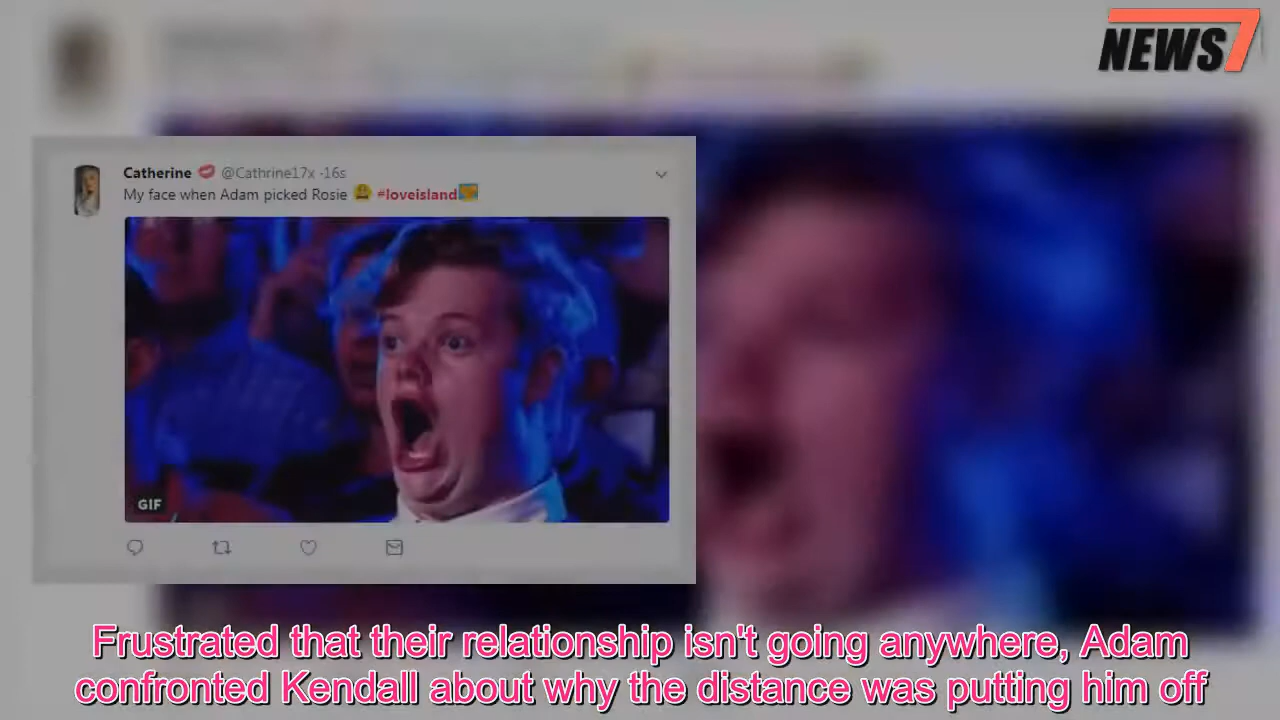 NEWS7
Catherine 💋 @Cathrine17x ·16s
My face when Adam picked Rosie 😩 #loveisland
GIF
Frustrated that their relationship isn't going anywhere, Adam
confronted Kendall about why the distance was putting him off